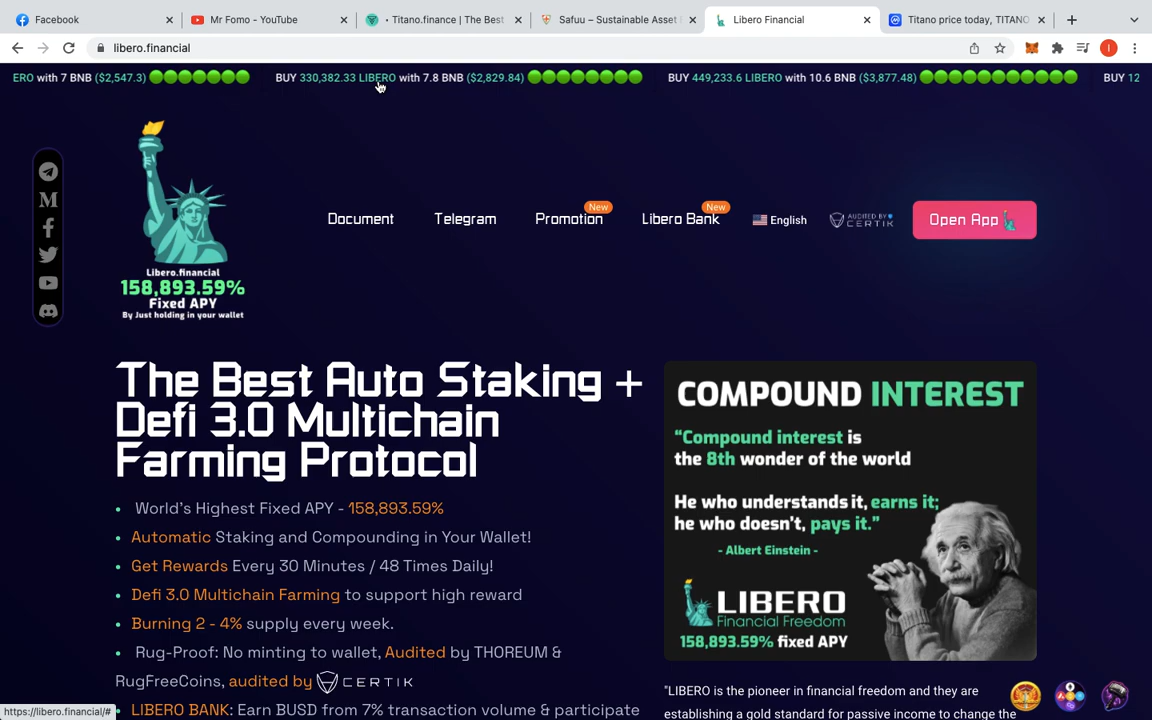 Facebook
Mr Fomo - YouTube
Titano.finance | The Best
Safuu – Sustainable Asset
Libero Financial
Titano price today, TITANO
libero.financial
ERO with 7 BNB ($2,547.3)
BUY 330,382.33 LIBERO with 7.8 BNB ($2,829.84)
BUY 449,233.6 LIBERO with 10.6 BNB ($3,877.48)
BUY 12
Libero.financial
158,893.59%
Fixed APY
By Just holding in your wallet
Document
Telegram
Promotion
New
Libero Bank
New
English
AUDITED BY
CERTIK
Open App
The Best Auto Staking +
Defi 3.0 Multichain
Farming Protocol
World's Highest Fixed APY - 158,893.59%
Automatic Staking and Compounding in Your Wallet!
Get Rewards Every 30 Minutes / 48 Times Daily!
Defi 3.0 Multichain Farming to support high reward
Burning 2 - 4% supply every week.
Rug-Proof: No minting to wallet, Audited by THOREUM &
RugFreeCoins, audited by CERTIK
LIBERO BANK: Earn BUSD from 7% transaction volume & participate
COMPOUND INTEREST
“Compound interest is
the 8th wonder of the world
He who understands it, earns it;
he who doesn't, pays it.”
- Albert Einstein -
LIBERO
Financial Freedom
158,893.59% fixed APY
"LIBERO is the pioneer in financial freedom and they are
establishing a gold standard for passive income to change the
https://libero.financial/#